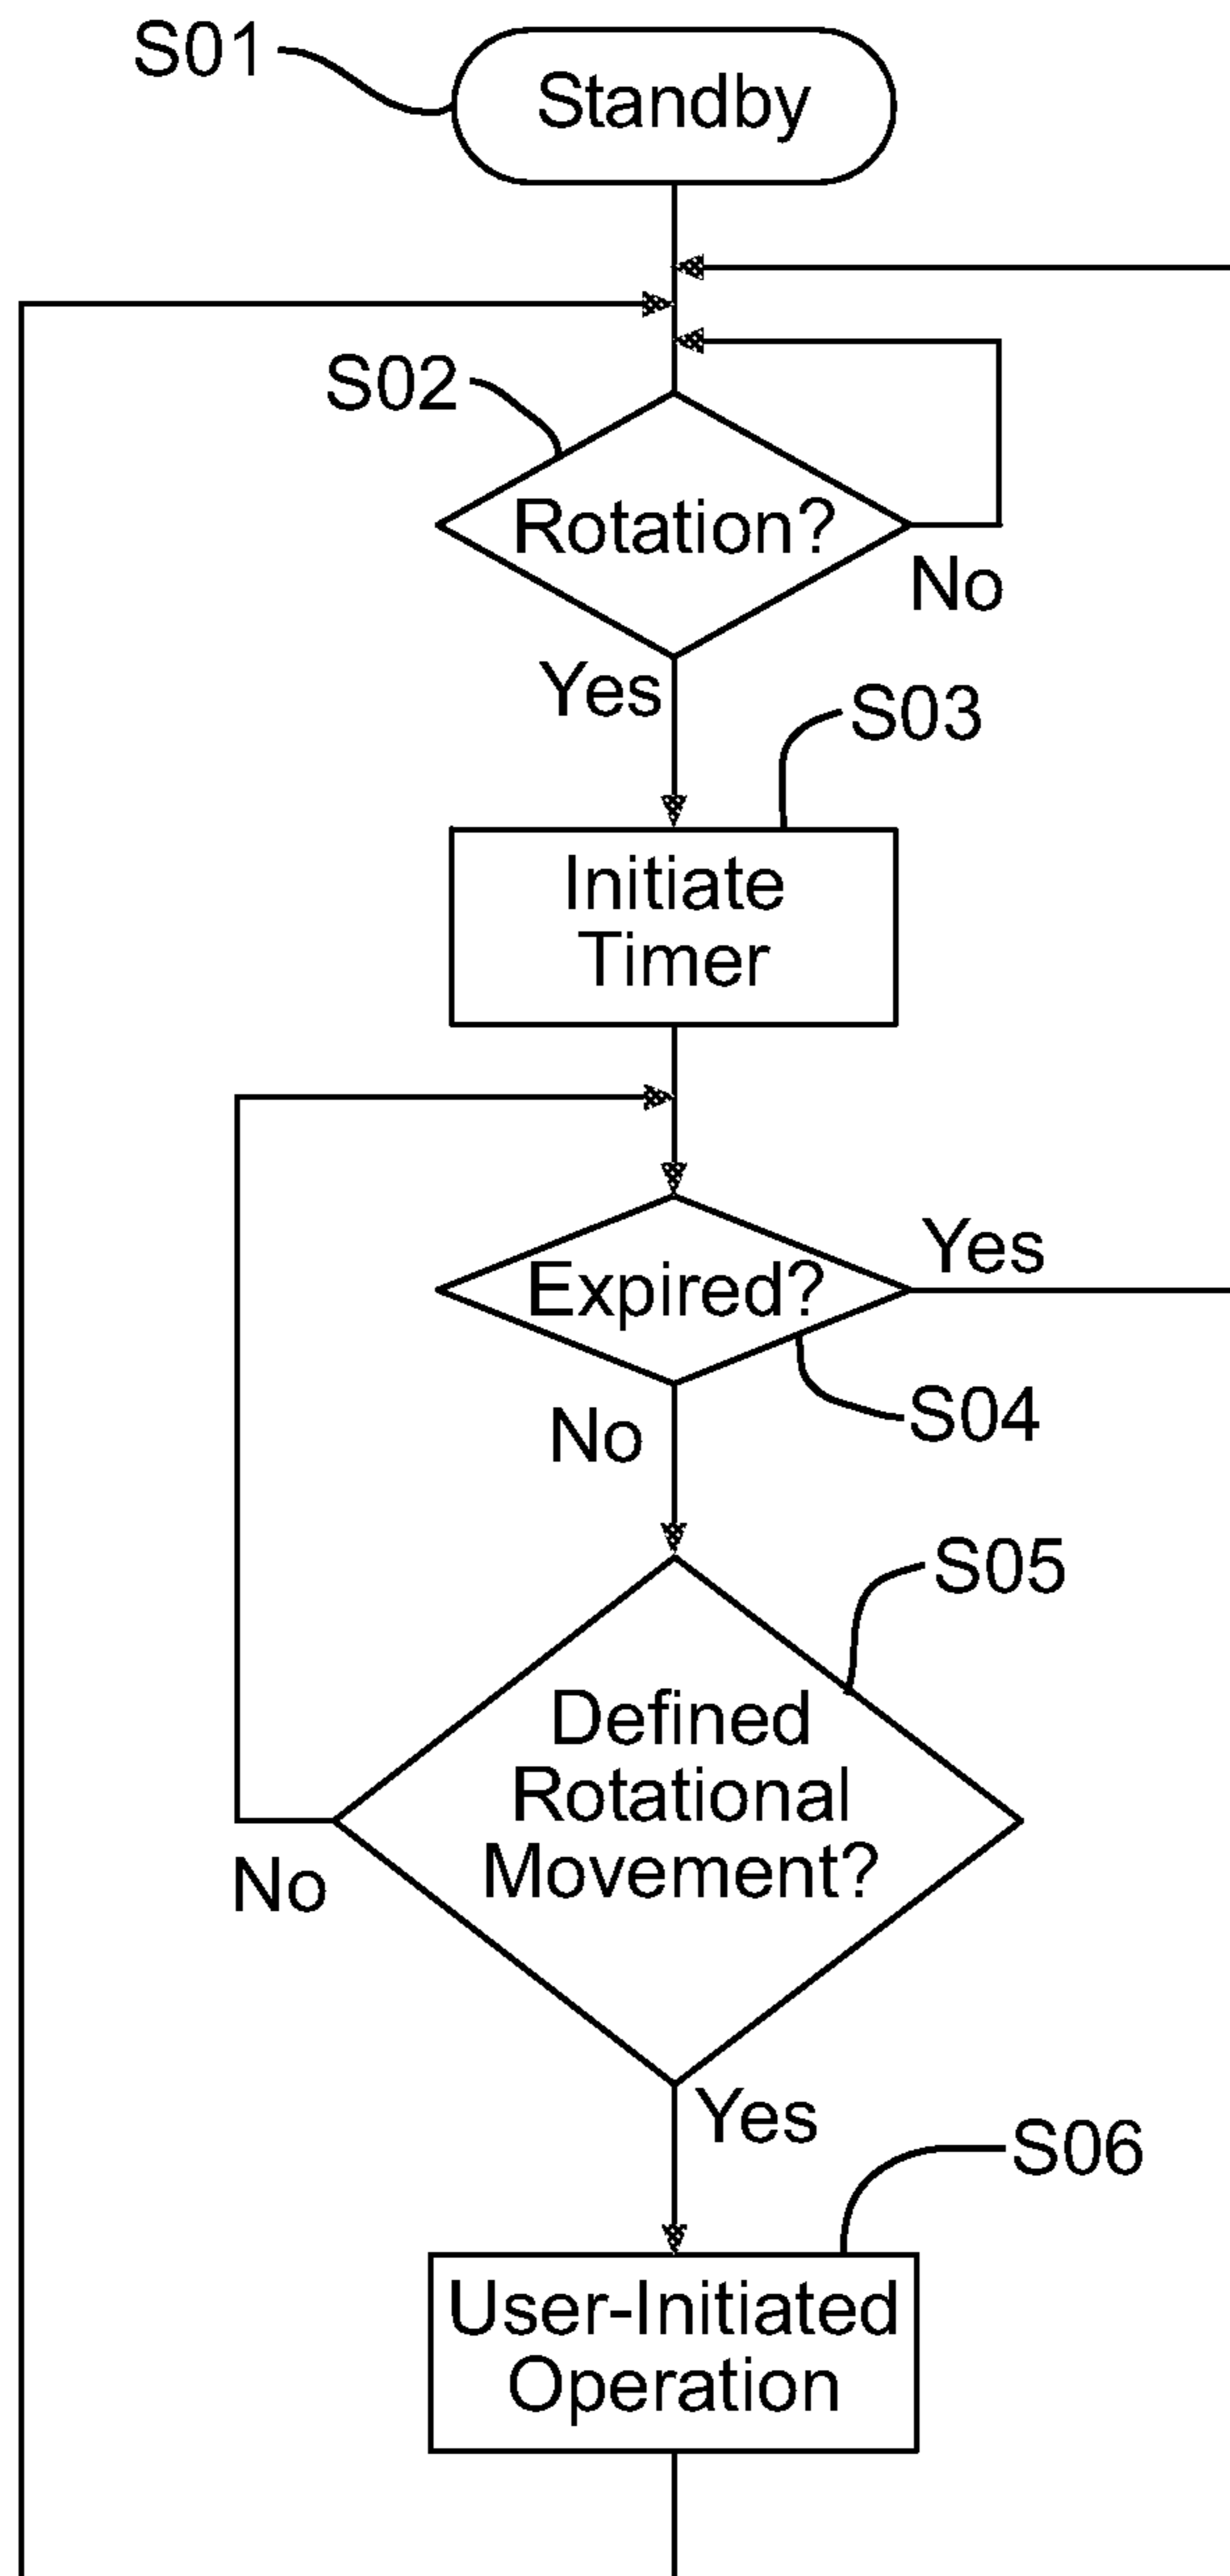 S01
Standby
S02
Rotation?
No
Yes
S03
Initiate
Timer
Expired?
Yes
S04
No
S05
Defined
Rotational
Movement?
No
Yes
S06
User-Initiated
Operation